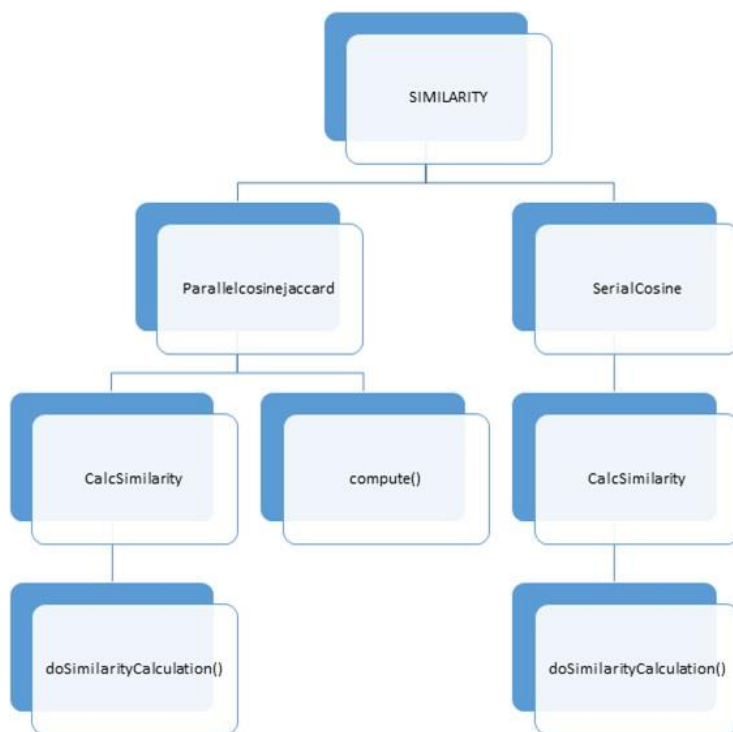 SIMILARITY
Parallelcosinejaccard
SerialCosine
CalcSimilarity
compute()
CalcSimilarity
doSimilarityCalculation()
doSimilarityCalculation()